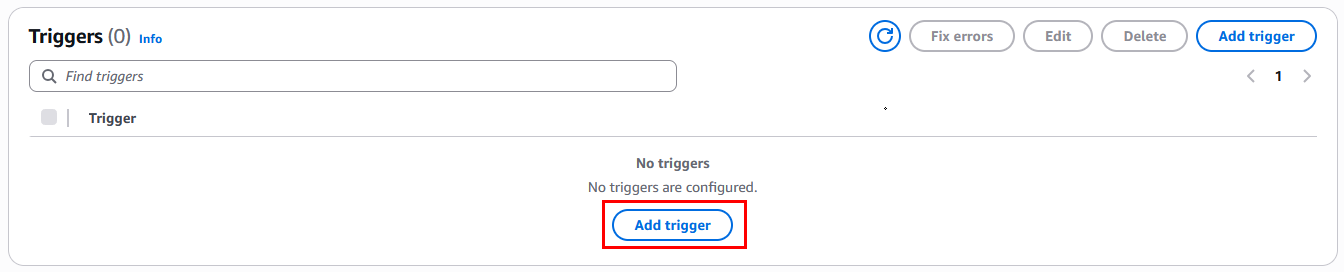 Triggers (0) Info
Fix errors Edit Delete Add trigger
Find triggers
1
Trigger
No triggers
No triggers are configured.
Add trigger